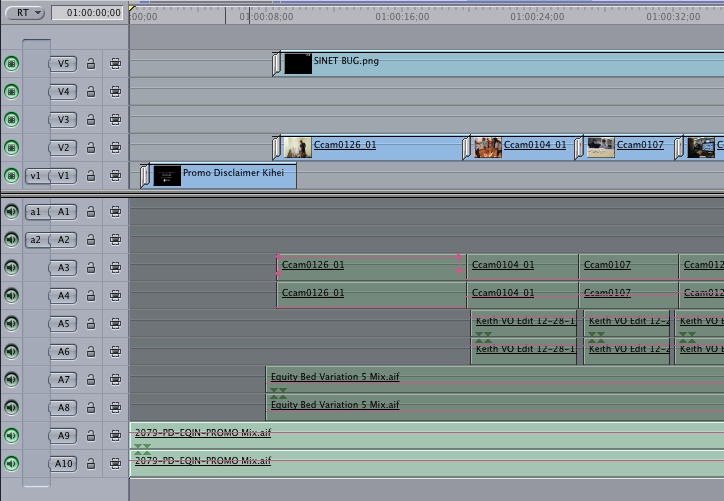 RT 01:00:00;00 :00;00 01:00:08;00 01:00:16;00 01:00:24;00 01:00:32;00
V5 SINET BUG.png
V4
V3
V2 Ccam0126_01 Ccam0104_01 Ccam0107 C
v1 V1 Promo Disclaimer Kihei
a1 A1
a2 A2
A3 Ccam0126_01 Ccam0104_01 Ccam0107 Ccam012
A4 Ccam0126_01 Ccam0104_01 Ccam0107 Ccam012
A5 Keith VO Edit 12-28-1 Keith VO Edit 12-2 Keith VO E
A6 Keith VO Edit 12-28-1 Keith VO Edit 12-2 Keith VO E
A7 Equity Bed Variation 5 Mix.aif
A8 Equity Bed Variation 5 Mix.aif
A9 2079-PD-EQIN-PROMO Mix.aif
A10 2079-PD-EQIN-PROMO Mix.aif